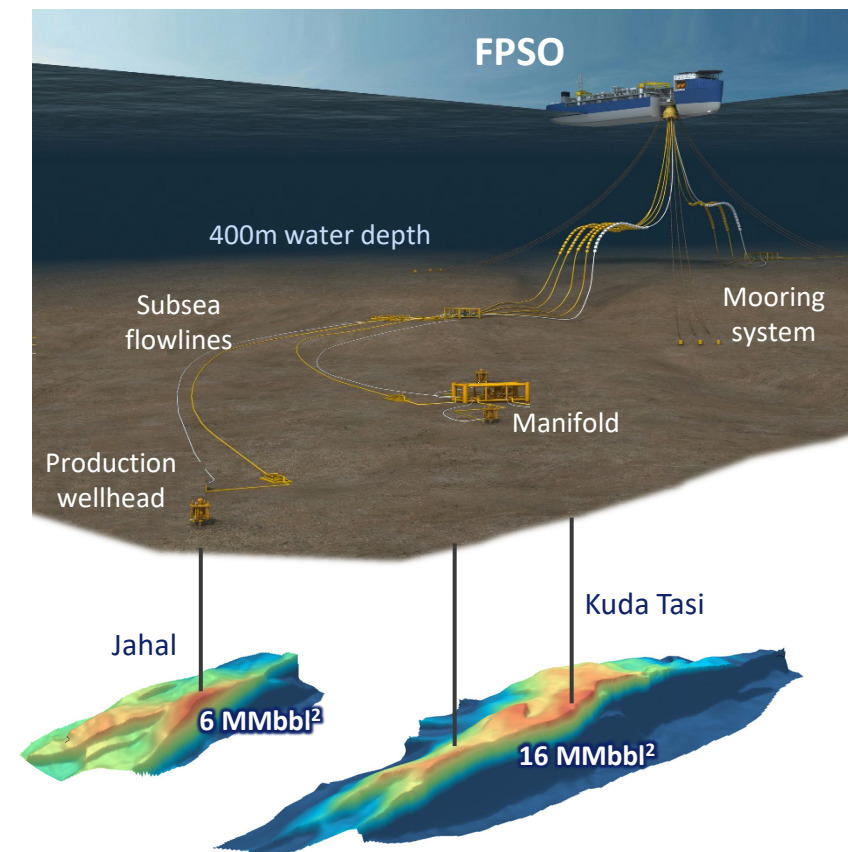 FPSO
400m water depth
Subsea
flowlines
Mooring
system
Manifold
Production
wellhead
Kuda Tasi
Jahal
6 MMbbl²
16 MMbbl²